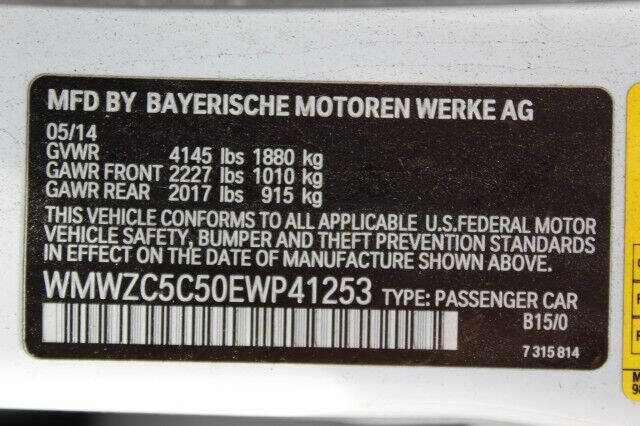 MFD BY BAYERISCHE MOTOREN WERKE AG
05/14
GVWR 4145 lbs 1880 kg
GAWR FRONT 2227 lbs 1010 kg
GAWR REAR 2017 lbs 915 kg
THIS VEHICLE CONFORMS TO ALL APPLICABLE U.S.FEDERAL MOTOR
VEHICLE SAFETY, BUMPER AND THEFT PREVENTION STANDARDS
IN EFFECT ON THE DATE OF MANUFACTURE SHOWN ABOVE.
WMWZC5C50EWP41253 TYPE: PASSENGER CAR
B15/0
7 315 814